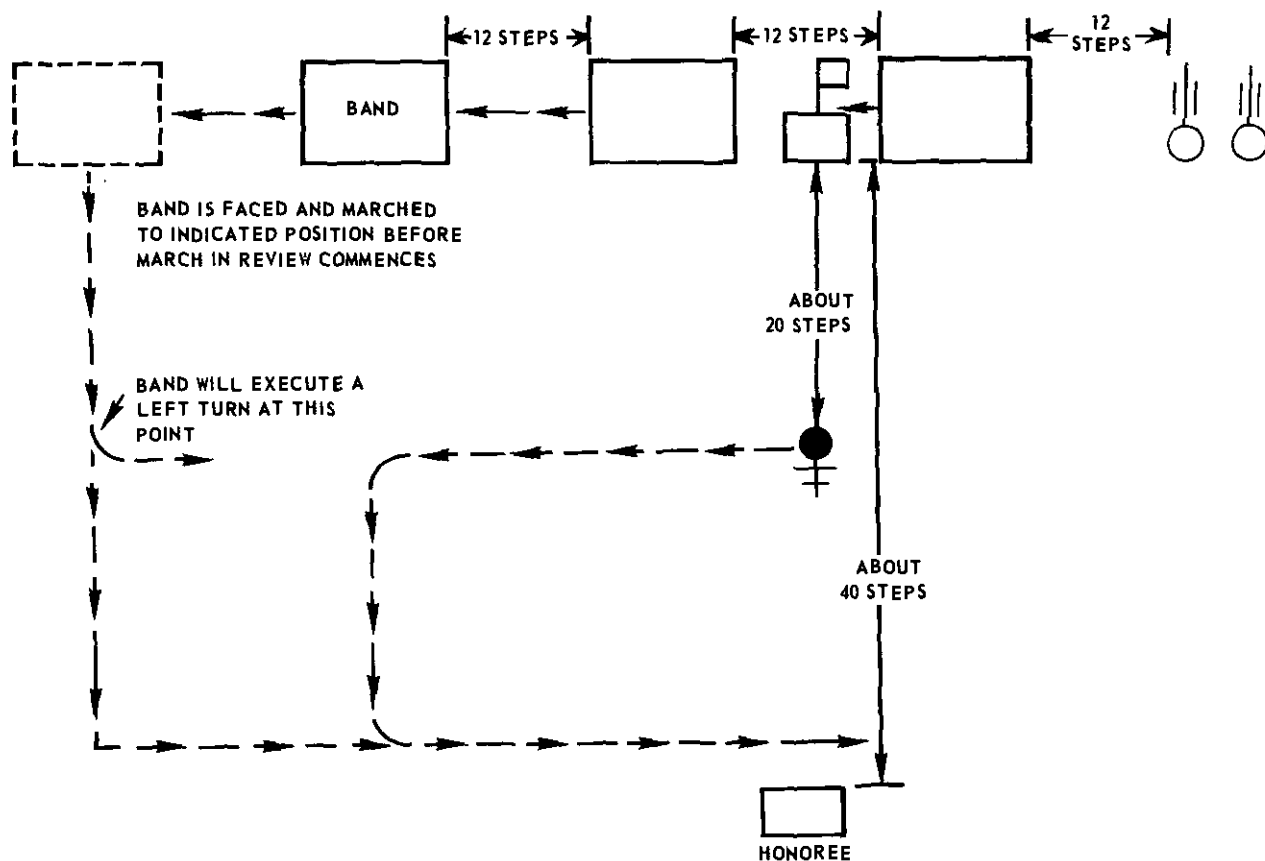 12 STEPS
12 STEPS
12
STEPS
BAND
BAND IS FACED AND MARCHED
TO INDICATED POSITION BEFORE
MARCH IN REVIEW COMMENCES
ABOUT
20 STEPS
BAND WILL EXECUTE A
LEFT TURN AT THIS
POINT
ABOUT
40 STEPS
HONOREE